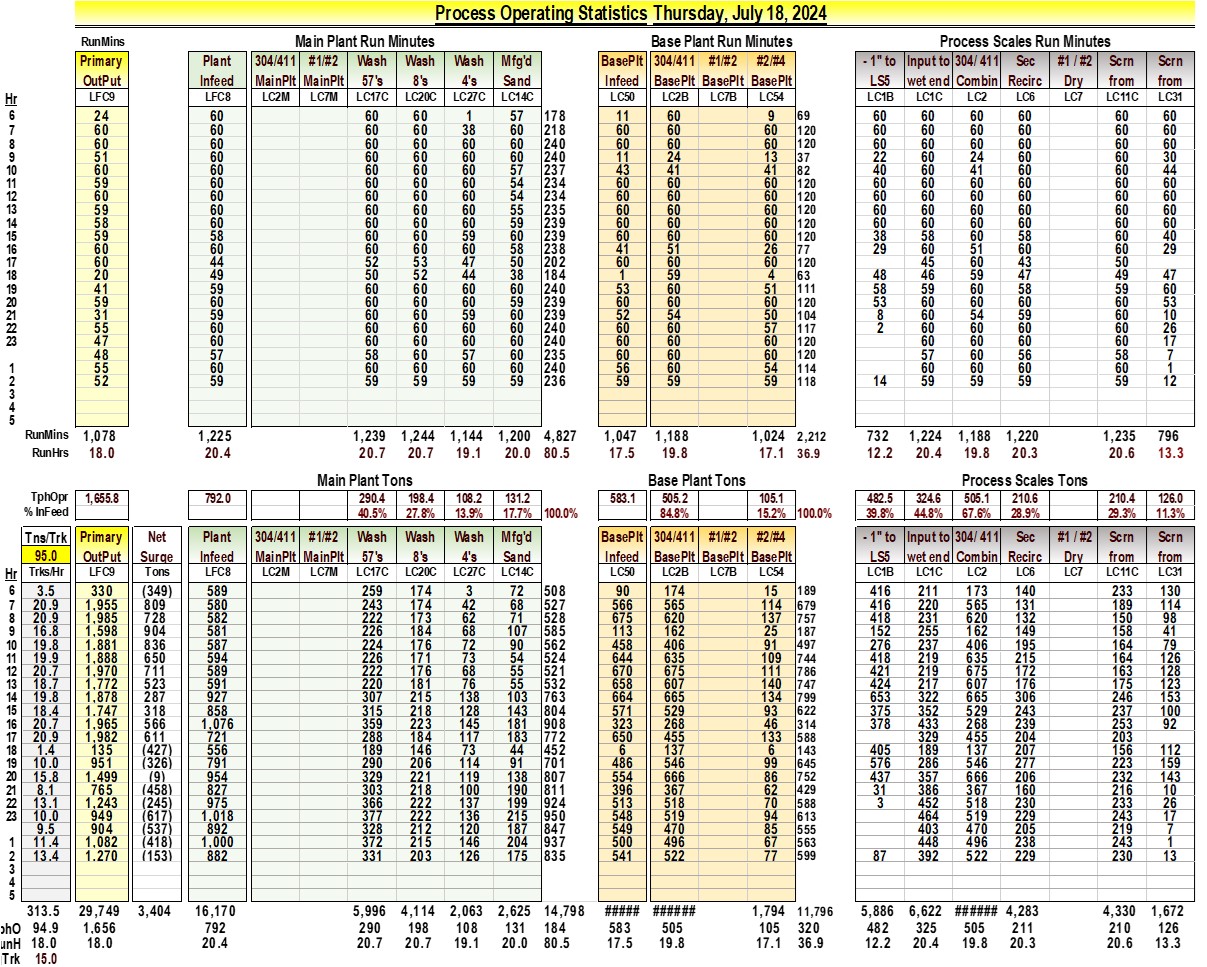 Process Operating Statistics Thursday, July 18, 2024
RunMins Main Plant Run Minutes Base Plant Run Minutes Process Scales Run Minutes
Primary Plant 304/411 #1/#2 Wash Wash Wash Mfg'd BasePlt 304/411 #1/#2 #2/#4 - 1" to Input to 304/ 411 Sec #1 / #2 Scrn Scrn
OutPut Infeed MainPlt MainPlt 57's 8's 4's Sand Infeed BasePlt BasePlt BasePlt LS5 wet end Combin Recirc Dry from from
Hr LFC9 LFC8 LC2M LC7M LC17C LC20C LC27C LC14C LC50 LC2B LC7B LC54 LC1B LC1C LC2 LC6 LC7 LC11C LC31
6 24 60 60 60 1 57 178 11 60 9 69 60 60 60 60 60 60
7 60 60 60 60 38 60 218 60 60 60 120 60 60 60 60 60 60
8 60 60 60 60 60 60 240 60 60 60 120 60 60 60 60 60 60
9 51 60 60 60 60 60 240 11 24 13 37 22 60 24 60 60 30
10 60 60 60 60 60 57 237 43 41 41 82 40 60 41 60 60 44
11 59 60 60 60 60 54 234 60 60 60 120 60 60 60 60 60 60
12 60 60 60 60 60 54 234 60 60 60 120 60 60 60 60 60 60
13 59 60 60 60 60 55 235 60 60 60 120 60 60 60 60 60 60
14 58 60 60 60 60 59 239 60 60 60 120 60 60 60 60 60 60
15 59 58 60 60 59 60 239 60 60 60 120 38 58 60 58 60 40
16 60 60 60 60 60 58 238 41 51 26 77 29 60 51 60 60 29
17 60 44 52 53 47 50 202 60 60 60 120 45 60 43 50
18 20 49 50 52 44 38 184 1 59 4 63 48 46 59 47 49 47
19 41 59 60 60 60 60 240 53 60 51 111 58 59 60 58 59 60
20 59 60 60 60 60 59 239 60 60 60 120 53 60 60 60 60 53
21 31 59 60 60 60 60 240 52 54 50 104 8 60 54 59 60 10
22 55 60 60 60 60 60 240 60 60 57 117 2 60 60 60 60 26
23 47 60 60 60 60 60 240 60 60 60 120 60 60 60 60 17
48 57 58 60 57 60 235 60 60 60 120 57 60 56 58 7
1 55 60 60 60 60 60 240 56 60 54 114 60 60 60 60 1
2 52 59 59 59 59 59 236 59 59 59 118 14 59 59 59 59 12
3
4
5
RunMins 1,078 1,225 1,239 1,244 1,144 1,200 4,827 1,047 1,188 1,024 2,212 732 1,224 1,188 1,220 1,235 796
RunHrs 18.0 20.4 20.7 20.7 19.1 20.0 80.5 17.5 19.8 17.1 36.9 12.2 20.4 19.8 20.3 20.6 13.3
Main Plant Tons Base Plant Tons Process Scales Tons
TphOpr 1,655.8 792.0 290.4 198.4 108.2 131.2 583.1 505.2 105.1 482.5 324.6 505.1 210.6 210.4 126.0
% InFeed 40.5% 27.8% 13.9% 17.7% 100.0% 84.8% 15.2% 100.0% 39.8% 44.8% 67.6% 28.9% 29.3% 11.3%
Tns/Trk Primary Net Plant 304/411 #1/#2 Wash Wash Wash Mfg'd BasePlt 304/411 #1/#2 #2/#4 - 1" to Input to 304/ 411 Sec #1 / #2 Scrn Scrn
95.0 OutPut Surge Infeed MainPlt MainPlt 57's 8's 4's Sand Infeed BasePlt BasePlt BasePlt LS5 wet end Combin Recirc Dry from from
Hr Trks/Hr LFC9 Tons LFC8 LC2M LC7M LC17C LC20C LC27C LC14C LC50 LC2B LC7B LC54 LC1B LC1C LC2 LC6 LC7 LC11C LC31
6 3.5 330 (349) 589 259 174 3 72 508 90 174 15 189 416 211 173 140 233 130
7 20.9 1,955 809 580 243 174 42 68 527 566 565 114 679 416 220 565 131 189 114
8 20.9 1,985 728 582 222 173 62 71 528 675 620 137 757 418 231 620 132 150 98
9 16.8 1,598 904 581 226 184 68 107 585 113 162 25 187 152 255 162 149 158 41
10 19.8 1,881 836 587 224 176 72 90 562 458 406 91 497 276 237 406 195 164 79
11 19.9 1,888 650 594 226 171 73 54 524 644 635 109 744 418 219 635 215 164 126
12 20.7 1,970 711 589 222 176 68 55 521 670 675 111 786 421 219 675 172 163 128
13 18.7 1,772 523 591 220 181 76 55 532 658 607 140 747 424 217 607 176 175 123
14 19.8 1,878 287 927 307 215 138 103 763 664 665 134 799 653 322 665 306 246 153
15 18.4 1,747 318 858 315 218 128 143 804 571 529 93 622 375 352 529 243 237 100
16 20.7 1,965 566 1,076 359 223 145 181 908 323 268 46 314 378 433 268 239 253 92
17 20.9 1,982 611 721 288 184 117 183 772 650 455 133 588 329 455 204 203
18 1.4 135 (427) 556 189 146 73 44 452 6 137 6 143 405 189 137 207 156 112
19 10.0 951 (326) 791 290 206 114 91 701 486 546 99 645 576 286 546 277 223 159
20 15.8 1,499 (9) 954 329 221 119 138 807 554 666 86 752 437 357 666 206 232 143
21 8.1 765 (458) 827 303 218 100 190 811 396 367 62 429 31 386 367 160 216 10
22 13.1 1,243 (245) 975 366 222 137 199 924 513 518 70 588 3 452 518 230 233 26
23 10.0 949 (617) 1,018 377 222 136 215 950 548 519 94 613 464 519 229 243 17
9.5 904 (537) 892 328 212 120 187 847 549 470 85 555 403 470 205 219 7
1 11.4 1,082 (418) 1,000 372 215 146 204 937 500 496 67 563 448 496 238 243 1
2 13.4 1,270 (153) 882 331 203 126 175 835 541 522 77 599 87 392 522 229 230 13
3
4
5
313.5 29,749 3,404 16,170 5,996 4,114 2,063 2,625 14,798 ##### ###### 1,794 11,796 5,886 6,622 ###### 4,283 4,330 1,672
phO 94.9 1,656 792 290 198 108 131 184 583 505 105 320 482 325 505 211 210 126
unH 18.0 18.0 20.4 20.7 20.7 19.1 20.0 80.5 17.5 19.8 17.1 36.9 12.2 20.4 19.8 20.3 20.6 13.3
Trk 15.0